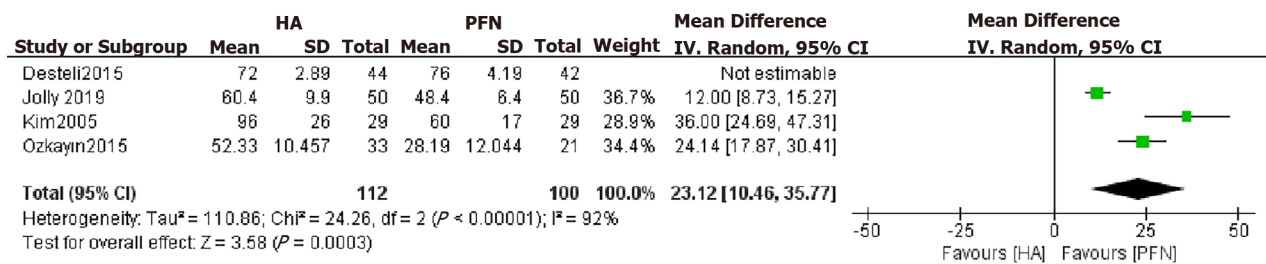 HA PFN Mean Difference Mean Difference
Study or Subgroup Mean SD Total Mean SD Total Weight IV. Random, 95% CI IV. Random, 95% CI
Desteli2015 72 2.89 44 76 4.19 42 Not estimable
Jolly 2019 60.4 9.9 50 48.4 6.4 50 36.7% 12.00 [8.73, 15.27]
Kim2005 96 26 29 60 17 29 28.9% 36.00 [24.69, 47.31]
Ozkayın2015 52.33 10.457 33 28.19 12.044 21 34.4% 24.14 [17.87, 30.41]
Total (95% CI) 112 100 100.0% 23.12 [10.46, 35.77]
Heterogeneity: Tau² = 110.86; Chi² = 24.26, df = 2 (P < 0.00001); I² = 92%
Test for overall effect: Z = 3.58 (P = 0.0003)
-50 -25 0 25 50
Favours [HA] Favours [PFN]